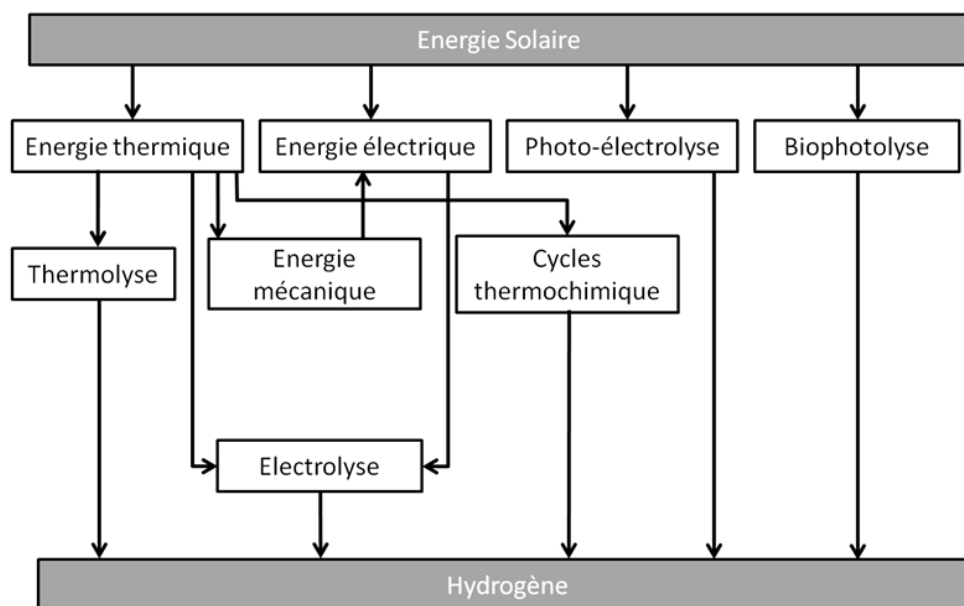 Energie Solaire
Energie thermique
Energie électrique
Photo-électrolyse
Biophotolyse
Thermolyse
Energie
mécanique
Cycles
thermochimique
Electrolyse
Hydrogène